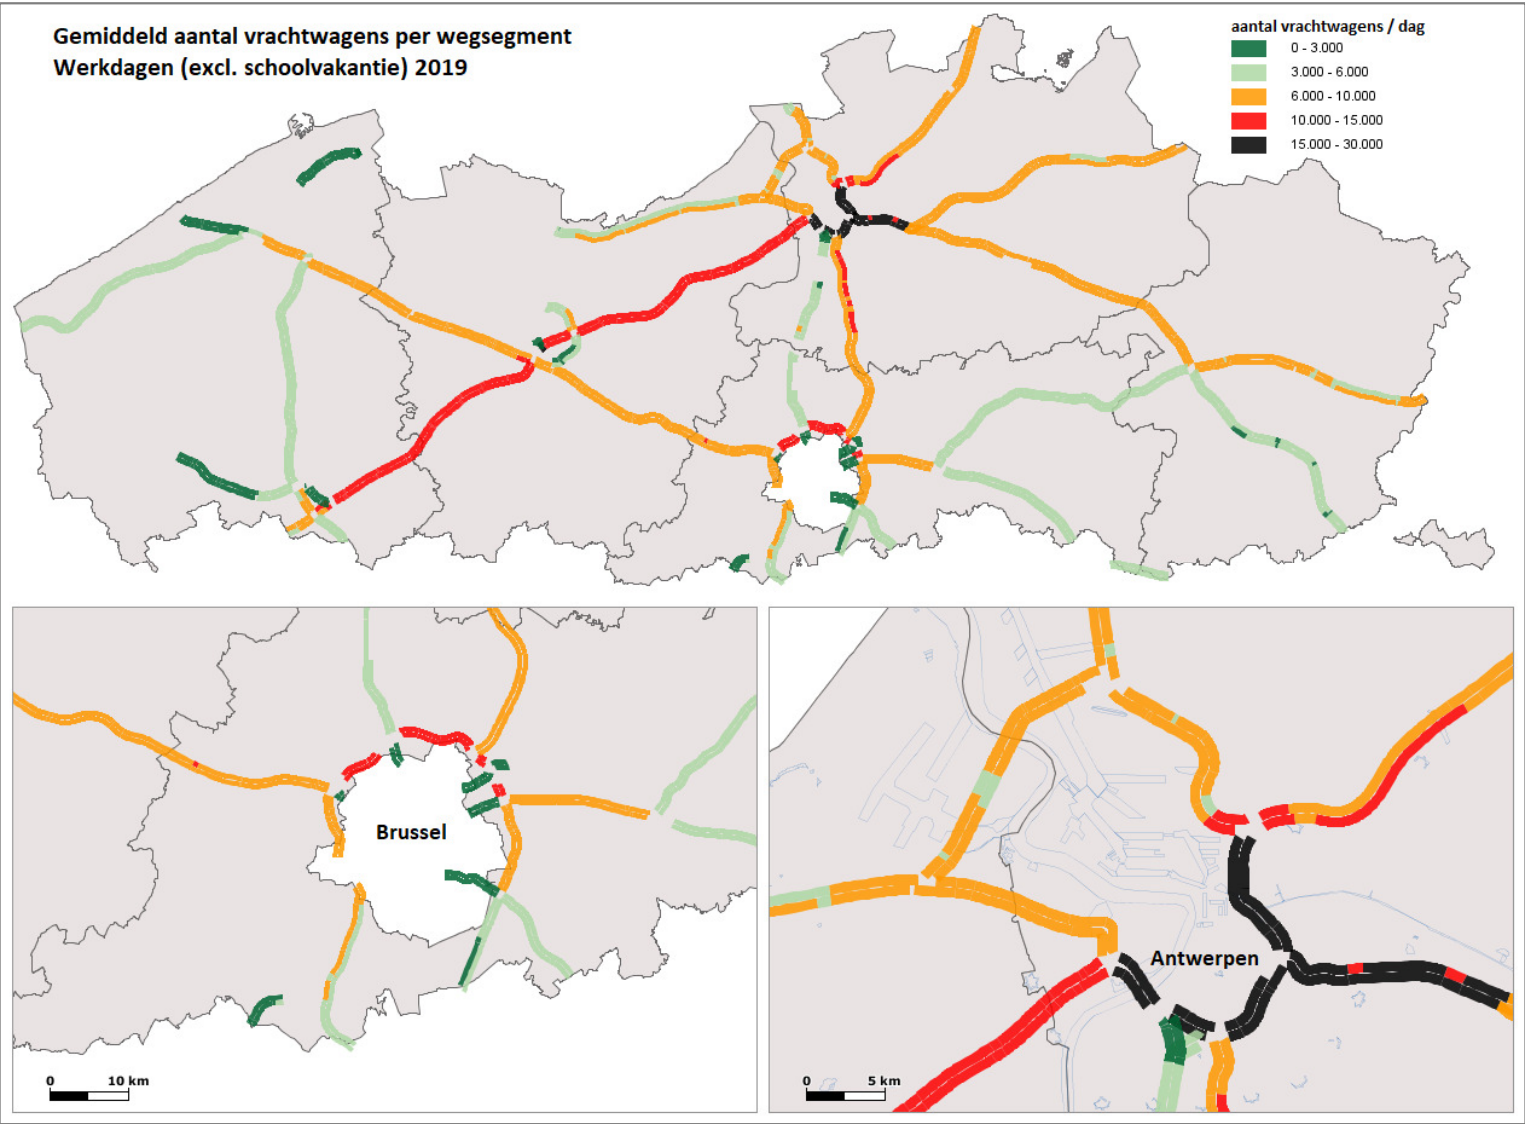 Gemiddeld aantal vrachtwagens per wegsegment
Werkdagen (excl. schoolvakantie) 2019
aantal vrachtwagens / dag
0 - 3.000
3.000 - 6.000
6.000 - 10.000
10.000 - 15.000
15.000 - 30.000
Brussel
0 10 km
Antwerpen
0 5 km